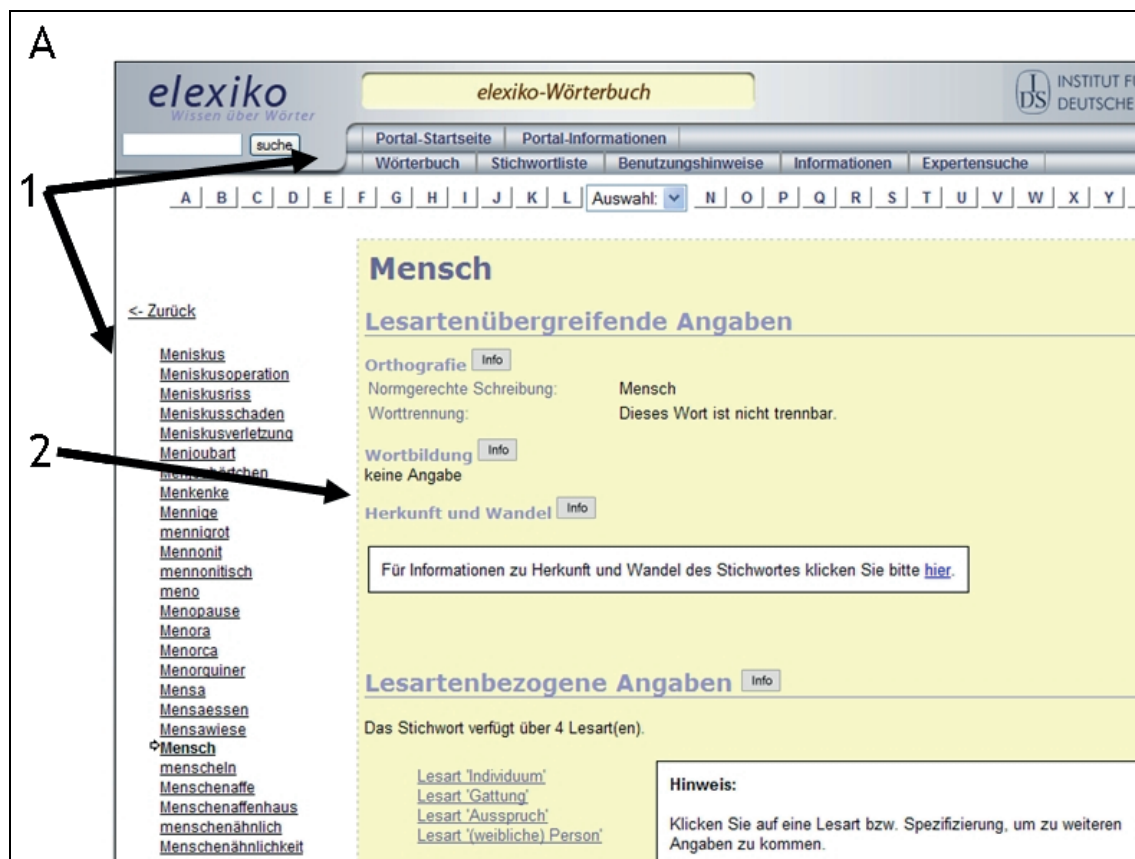 A
elexiko
Wissen über Wörter
elexiko-Wörterbuch
IDS
INSTITUT FÜ
DEUTSCHE
suche
Portal-Startseite Portal-Informationen
Wörterbuch Stichwortliste Benutzungshinweise Informationen Expertensuche
A B C D E F G H I J K L Auswahl: N O P Q R S T U V W X Y
1
2
<- Zurück
Meniskus
Meniskusoperation
Meniskusriss
Meniskusschaden
Meniskusverletzung
Menjoubart
Menkenke
Mennige
mennigrot
Mennonit
mennonitisch
meno
Menopause
Menora
Menorca
Menorquiner
Mensa
Mensaessen
Mensawiese
Mensch
menscheln
Menschenaffe
Menschenaffenhaus
menschenähnlich
Menschenähnlichkeit
Mensch
Lesartenübergreifende Angaben
Orthografie Info
Normgerechte Schreibung: Mensch
Worttrennung: Dieses Wort ist nicht trennbar.
Wortbildung Info
keine Angabe
Herkunft und Wandel Info
Für Informationen zu Herkunft und Wandel des Stichwortes klicken Sie bitte hier.
Lesartenbezogene Angaben Info
Das Stichwort verfügt über 4 Lesart(en).
Lesart 'Individuum'
Lesart 'Gattung'
Lesart 'Ausspruch'
Lesart '(weibliche) Person'
Hinweis:
Klicken Sie auf eine Lesart bzw. Spezifizierung, um zu weiteren
Angaben zu kommen.